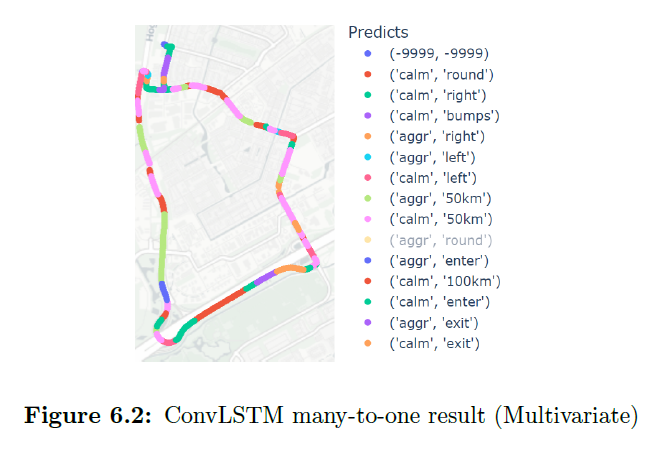 Predicts
(-9999, -9999)
('calm', 'round')
('calm', 'right')
('calm', 'bumps')
('aggr', 'right')
('aggr', 'left')
('calm', 'left')
('aggr', '50km')
('calm', '50km')
('aggr', 'round')
('aggr', 'enter')
('calm', '100km')
('calm', 'enter')
('aggr', 'exit')
('calm', 'exit')
Figure 6.2: ConvLSTM many-to-one result (Multivariate)